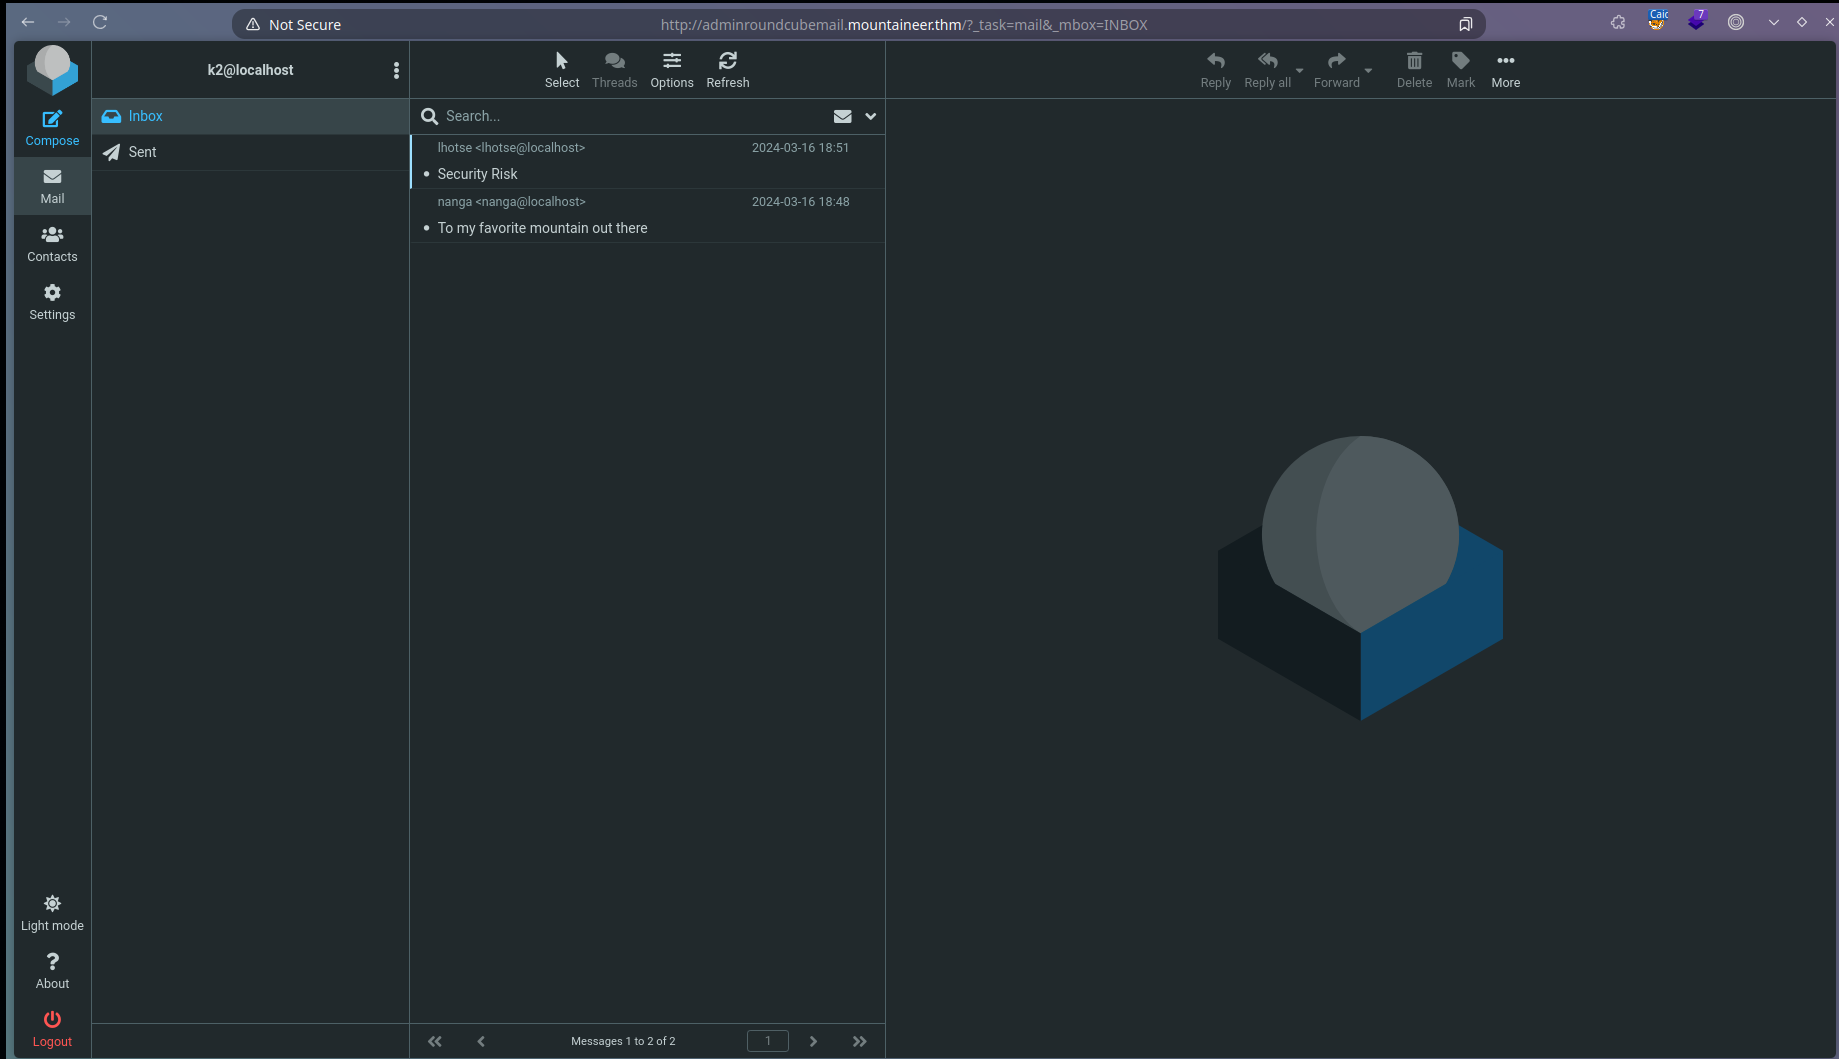 Not Secure
http://adminroundcubemail.mountaineer.thm/?_task=mail&_mbox=INBOX
Calc
7
Compose
Mail
Contacts
Settings
Light mode
About
Logout
k2@localhost
Inbox
Sent
Select
Threads
Options
Refresh
Search...
lhotse <lhotse@localhost>
2024-03-16 18:51
• Security Risk
nanga <nanga@localhost>
2024-03-16 18:48
• To my favorite mountain out there
Messages 1 to 2 of 2
1
Reply
Reply all
Forward
Delete
Mark
More